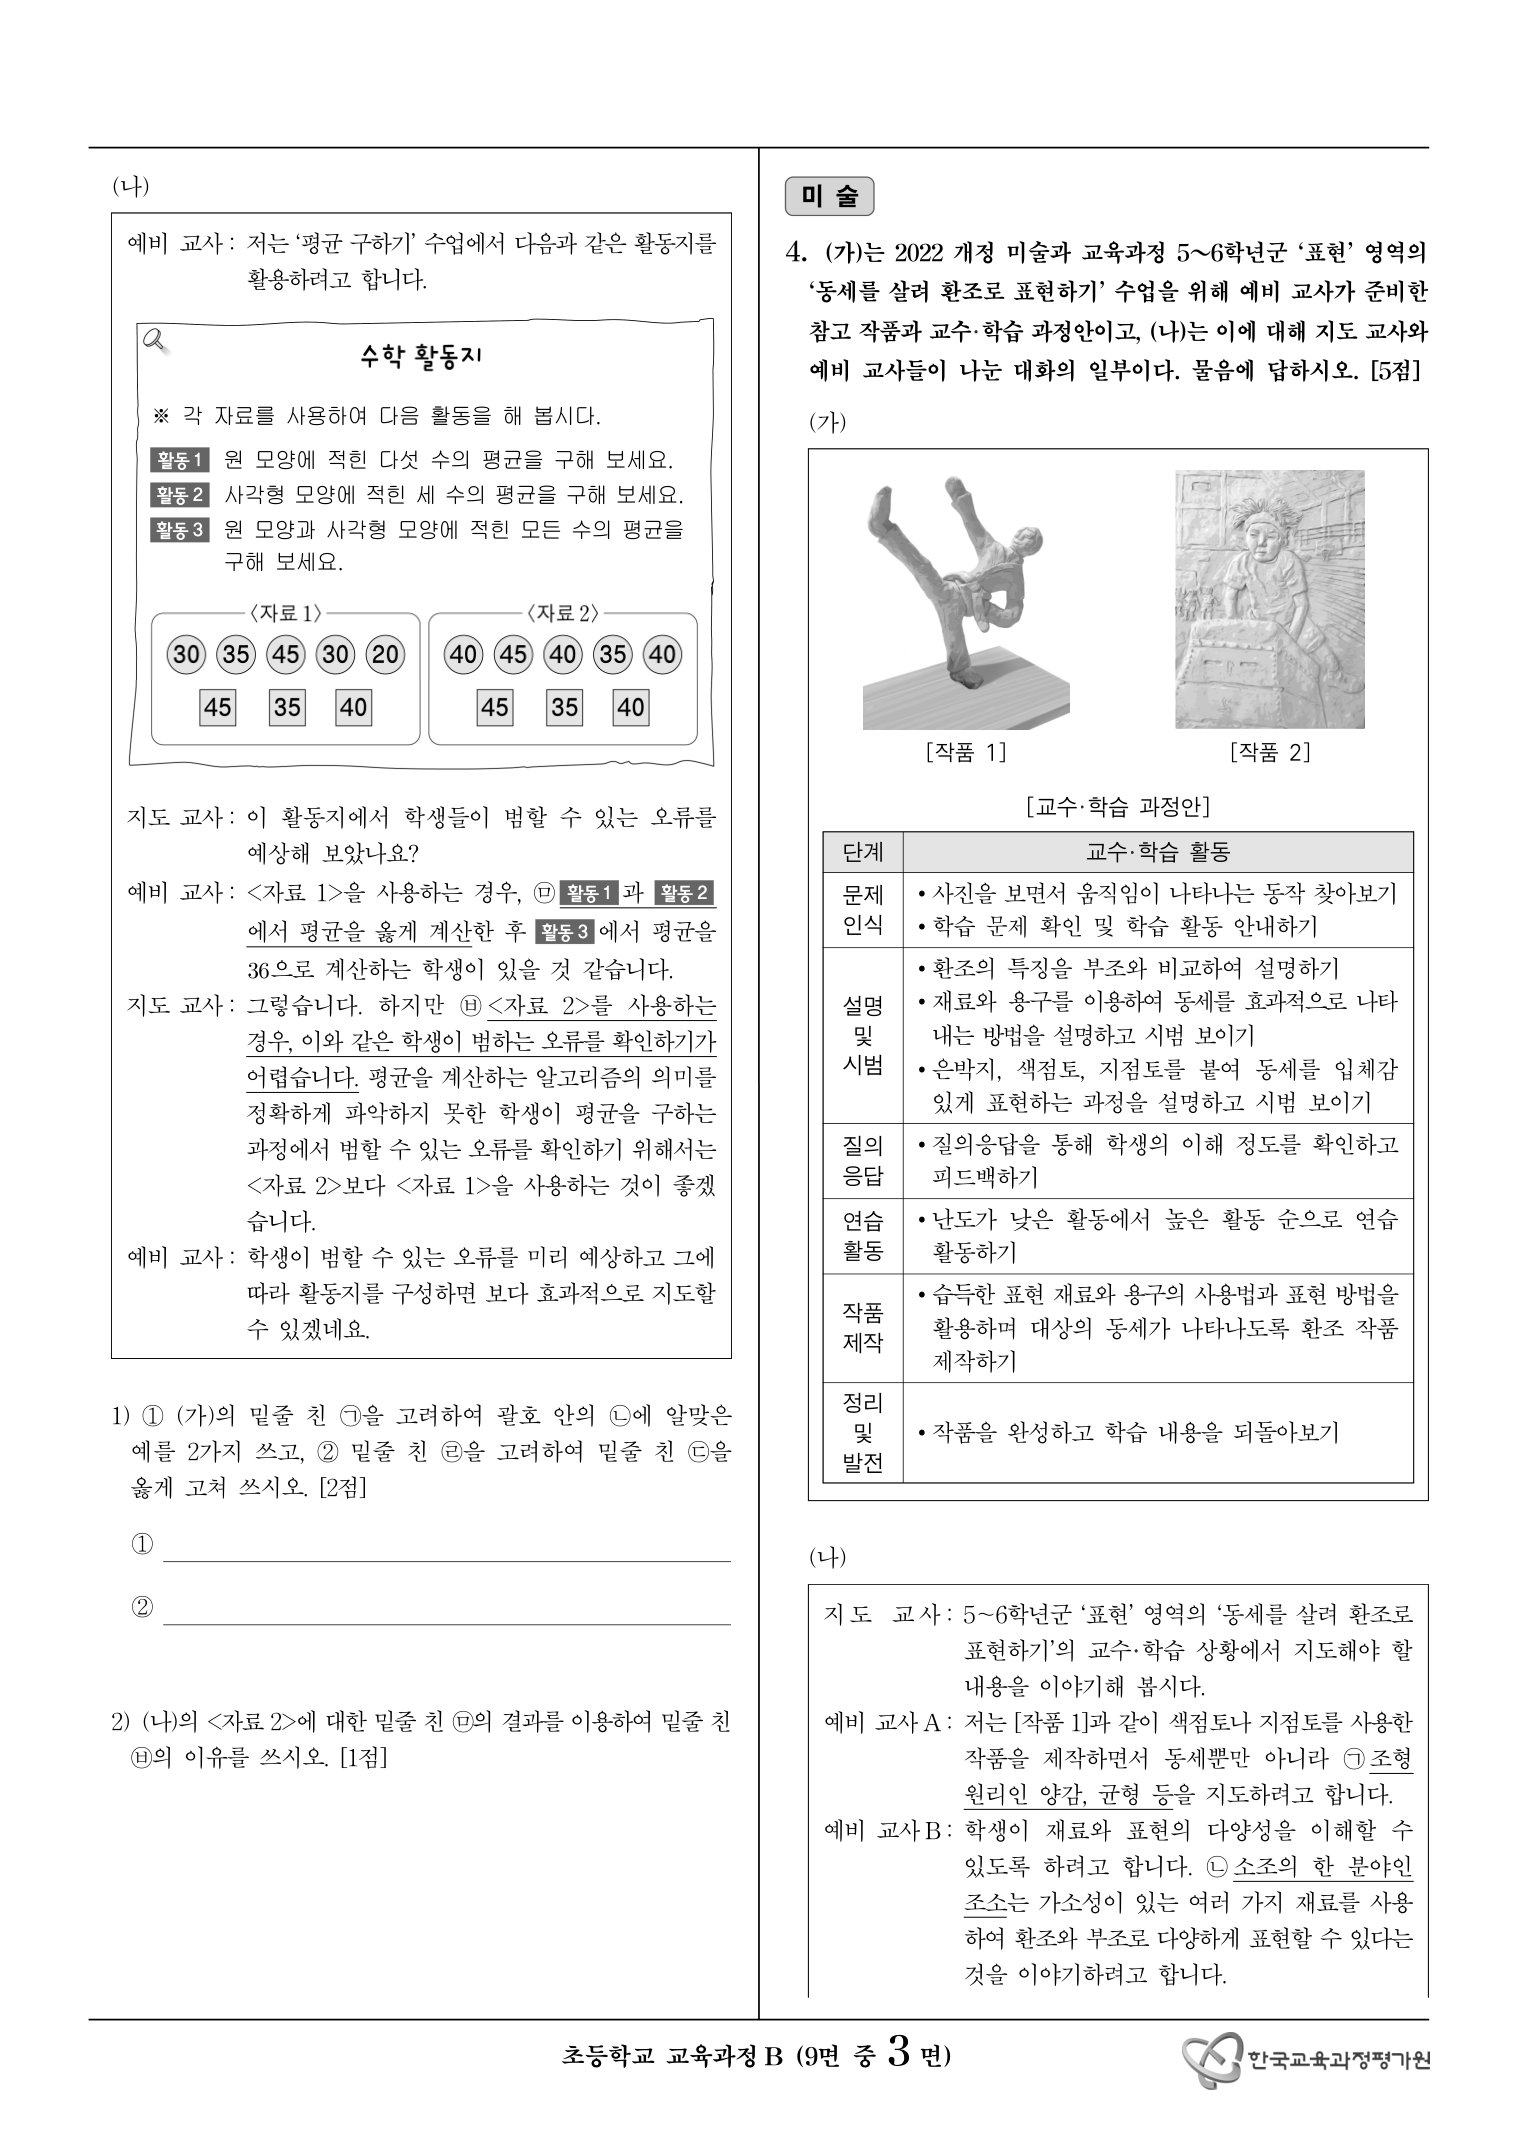 (나)
예비 교사 : 저는 ‘평균 구하기’ 수업에서 다음과 같은 활동지를
활용하려고 합니다.
수학 활동지
※ 각 자료를 사용하여 다음 활동을 해 봅시다.
활동 1 원 모양에 적힌 다섯 수의 평균을 구해 보세요.
활동 2 사각형 모양에 적힌 세 수의 평균을 구해 보세요.
활동 3 원 모양과 사각형 모양에 적힌 모든 수의 평균을
구해 보세요.
〈자료 1〉
30 35 45 30 20
45 35 40
〈자료 2〉
40 45 40 35 40
45 35 40
지도 교사 : 이 활동지에서 학생들이 범할 수 있는 오류를
예상해 보았나요?
예비 교사 : <자료 1>을 사용하는 경우, ㉤ 활동 1 과 활동 2
에서 평균을 옳게 계산한 후 활동 3 에서 평균을
36으로 계산하는 학생이 있을 것 같습니다.
지도 교사 : 그렇습니다. 하지만 ㉥ <자료 2>를 사용하는
경우, 이와 같은 학생이 범하는 오류를 확인하기가
어렵습니다. 평균을 계산하는 알고리즘의 의미를
정확하게 파악하지 못한 학생이 평균을 구하는
과정에서 범할 수 있는 오류를 확인하기 위해서는
<자료 2>보다 <자료 1>을 사용하는 것이 좋겠
습니다.
예비 교사 : 학생이 범할 수 있는 오류를 미리 예상하고 그에
따라 활동지를 구성하면 보다 효과적으로 지도할
수 있겠네요.
1) ① (가)의 밑줄 친 ㉠을 고려하여 괄호 안의 ㉡에 알맞은
예를 2가지 쓰고, ② 밑줄 친 ㉣을 고려하여 밑줄 친 ㉢을
옳게 고쳐 쓰시오. [2점]
①
②
2) (나)의 <자료 2>에 대한 밑줄 친 ㉤의 결과를 이용하여 밑줄 친
㉥의 이유를 쓰시오. [1점]
미 술
4. (가)는 2022 개정 미술과 교육과정 5~6학년군 ‘표현’ 영역의
‘동세를 살려 환조로 표현하기’ 수업을 위해 예비 교사가 준비한
참고 작품과 교수·학습 과정안이고, (나)는 이에 대해 지도 교사와
예비 교사들이 나눈 대화의 일부이다. 물음에 답하시오. [5점]
(가)
[작품 1] [작품 2]
[교수·학습 과정안]
단계 교수·학습 활동
문제
인식
• 사진을 보면서 움직임이 나타나는 동작 찾아보기
• 학습 문제 확인 및 학습 활동 안내하기
설명
및
시범
• 환조의 특징을 부조와 비교하여 설명하기
• 재료와 용구를 이용하여 동세를 효과적으로 나타
내는 방법을 설명하고 시범 보이기
• 은박지, 색점토, 지점토를 붙여 동세를 입체감
있게 표현하는 과정을 설명하고 시범 보이기
질의
응답
• 질의응답을 통해 학생의 이해 정도를 확인하고
피드백하기
연습
활동
• 난도가 낮은 활동에서 높은 활동 순으로 연습
활동하기
작품
제작
• 습득한 표현 재료와 용구의 사용법과 표현 방법을
활용하며 대상의 동세가 나타나도록 환조 작품
제작하기
정리
및
발전
• 작품을 완성하고 학습 내용을 되돌아보기
(나)
지도 교사 : 5~6학년군 ‘표현’ 영역의 ‘동세를 살려 환조로
표현하기’의 교수·학습 상황에서 지도해야 할
내용을 이야기해 봅시다.
예비 교사 A : 저는 [작품 1]과 같이 색점토나 지점토를 사용한
작품을 제작하면서 동세뿐만 아니라 ㉠ 조형
원리인 양감, 균형 등을 지도하려고 합니다.
예비 교사 B : 학생이 재료와 표현의 다양성을 이해할 수
있도록 하려고 합니다. ㉡ 소조의 한 분야인
조소는 가소성이 있는 여러 가지 재료를 사용
하여 환조와 부조로 다양하게 표현할 수 있다는
것을 이야기하려고 합니다.
초등학교 교육과정 B (9면 중 3 면)
한국교육과정평가원